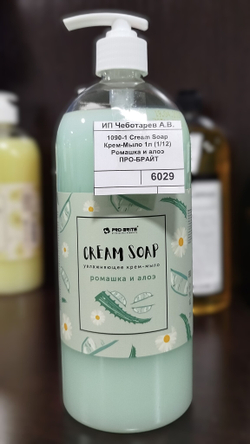 ИП Чеботарев А.В.
1090-1 Cream Soap
Крем-Мыло 1л (1/12)
Ромашка и алоэ
ПРО-БРАЙТ
6029
PRO-BRITE
CREAM SOAP
увлажняющее крем-мыло
ромашка и алоэ